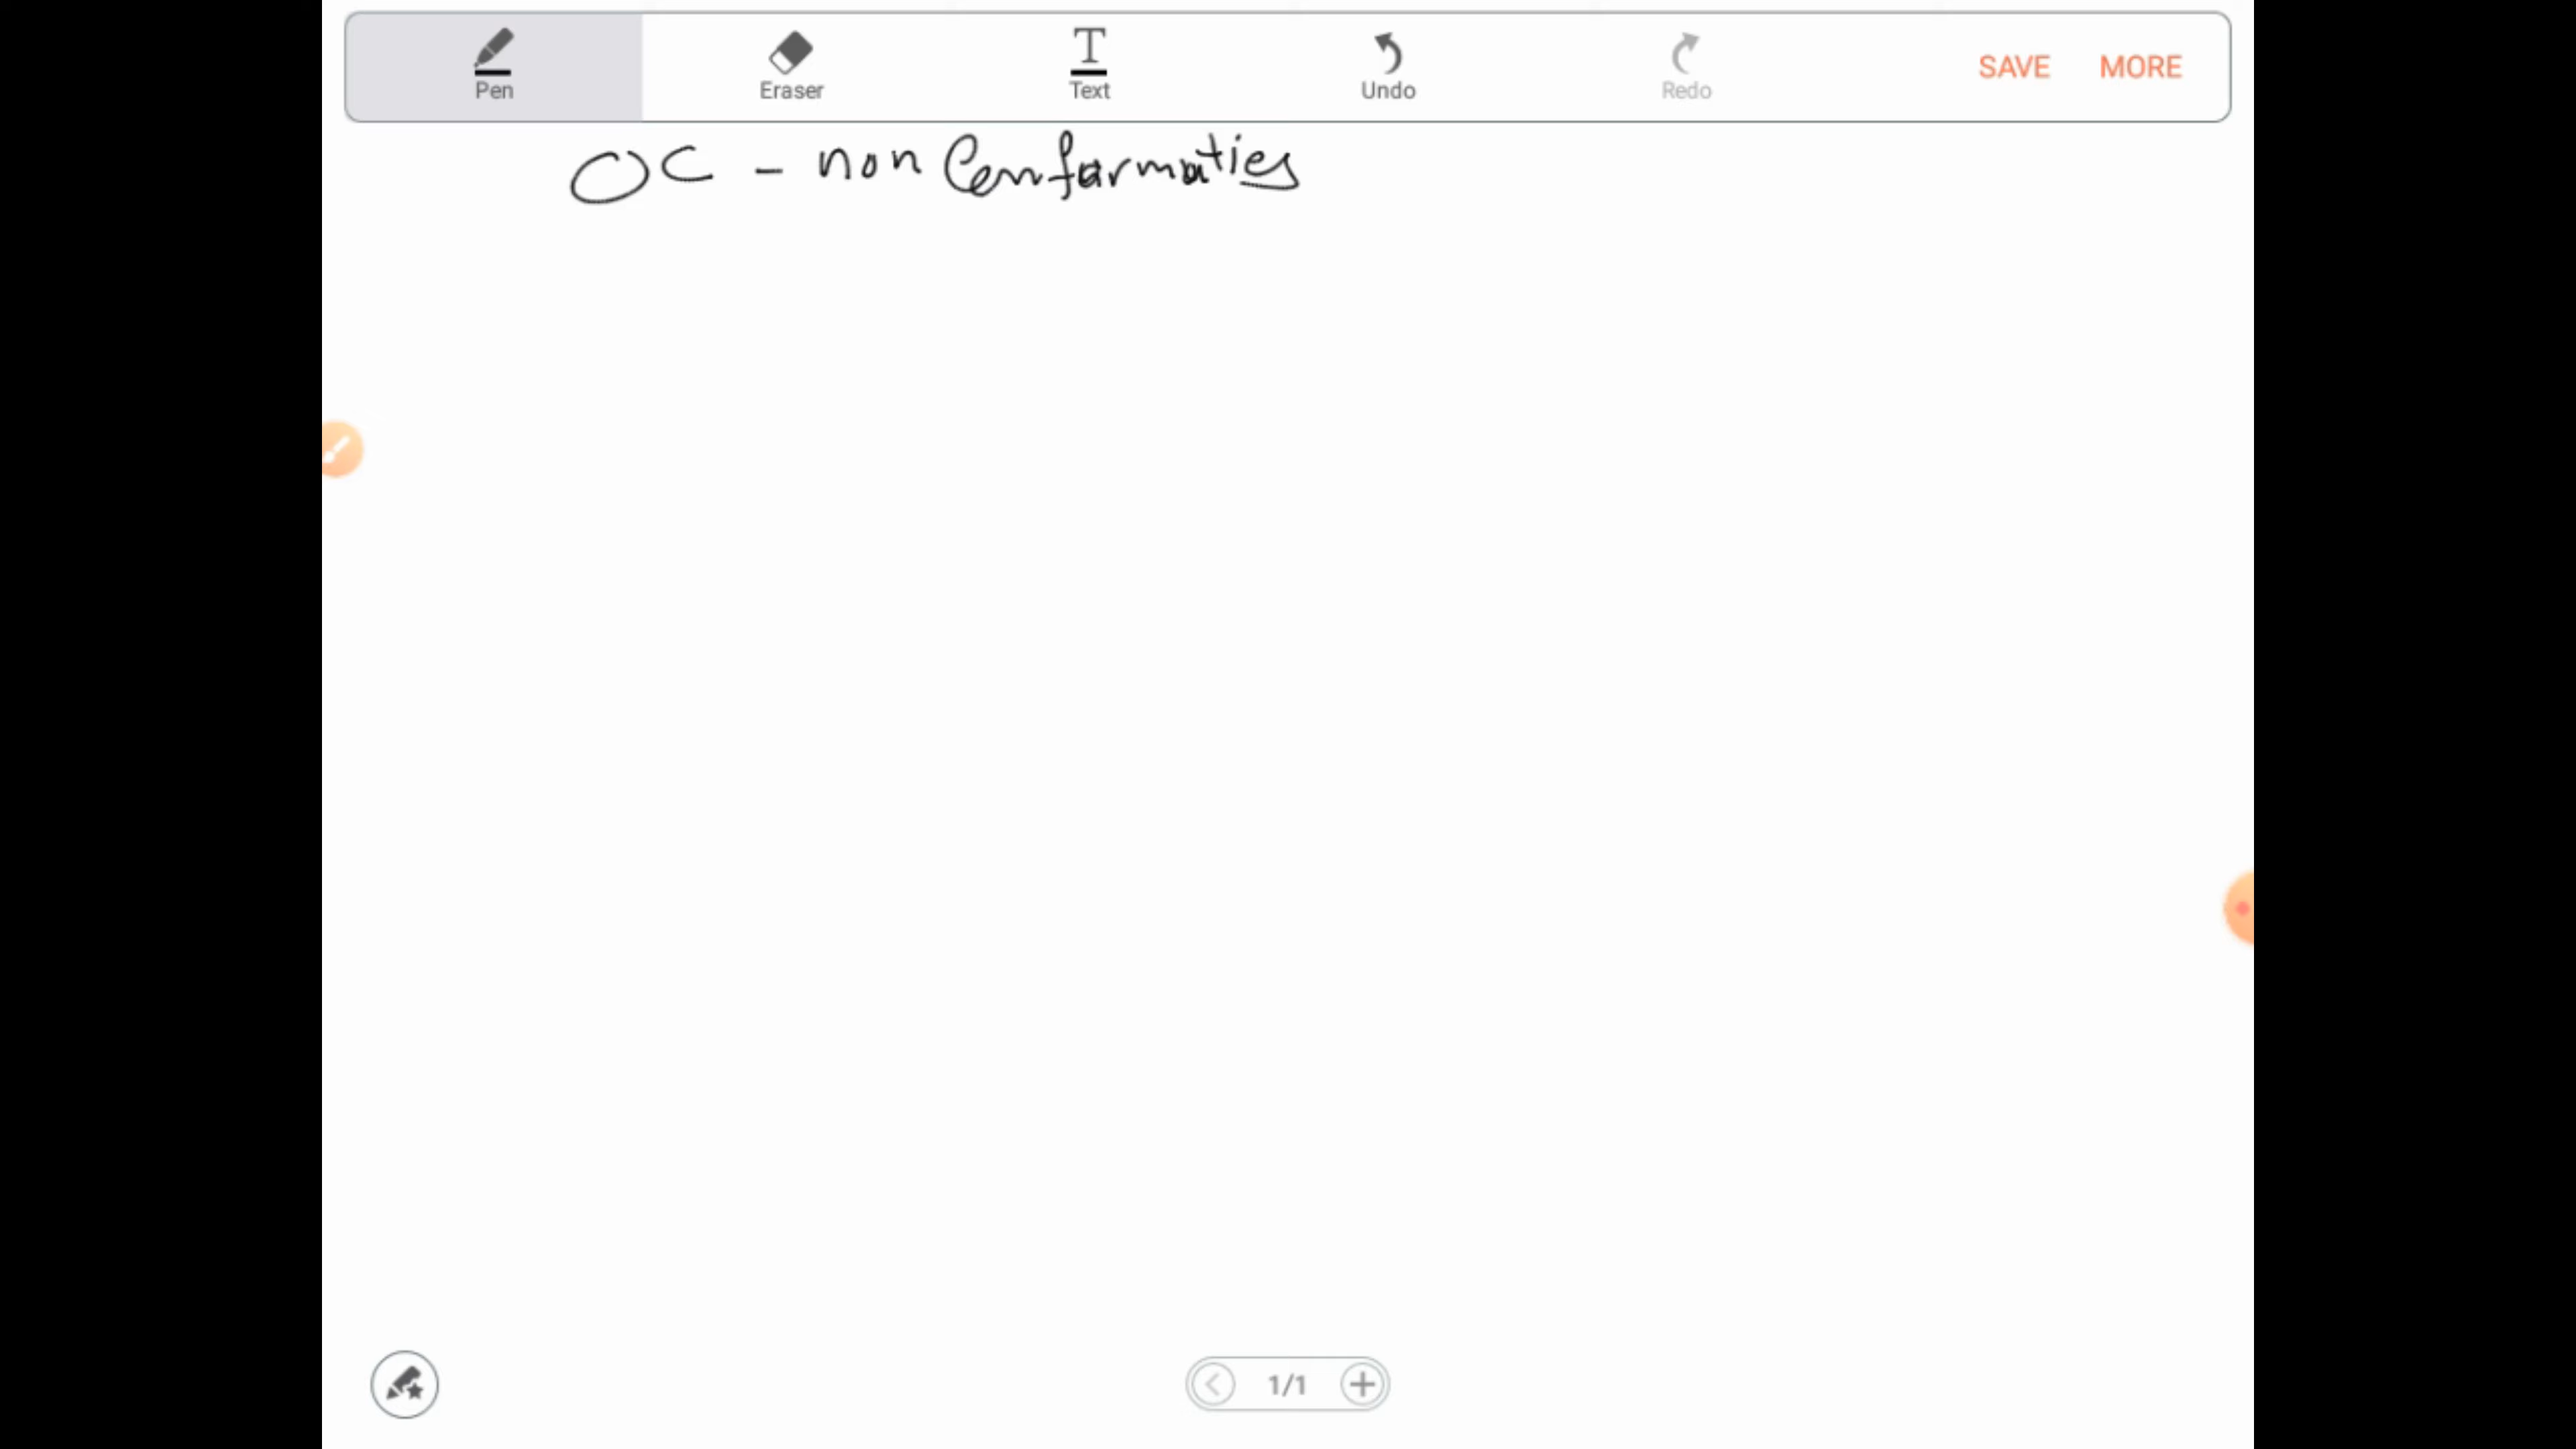 Pen Eraser Text Undo Redo SAVE MORE
OC - non Conformaties
1/1